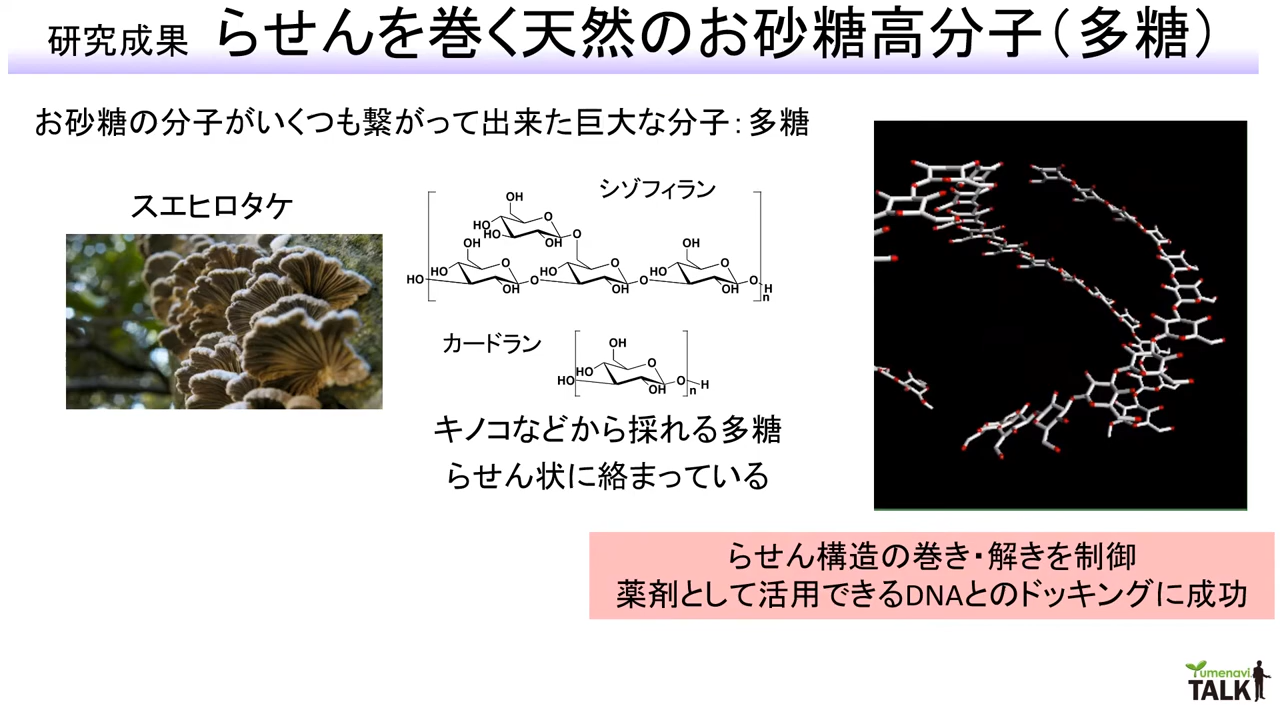 研究成果 らせんを巻く天然のお砂糖高分子(多糖)
お砂糖の分子がいくつも繋がって出来た巨大な分子:多糖
スエヒロタケ
シゾフィラン
OH
O
HO
HO
OH
O
OH
O
HO
HO
OH
O
HO
O
OH
O
OH
O
HO
OH
O
H
n
カードラン
OH
O
HO
HO
OH
O
H
n
キノコなどから採れる多糖
らせん状に絡まっている
らせん構造の巻き・解きを制御
薬剤として活用できるDNAとのドッキングに成功
Yumenavi
TALK